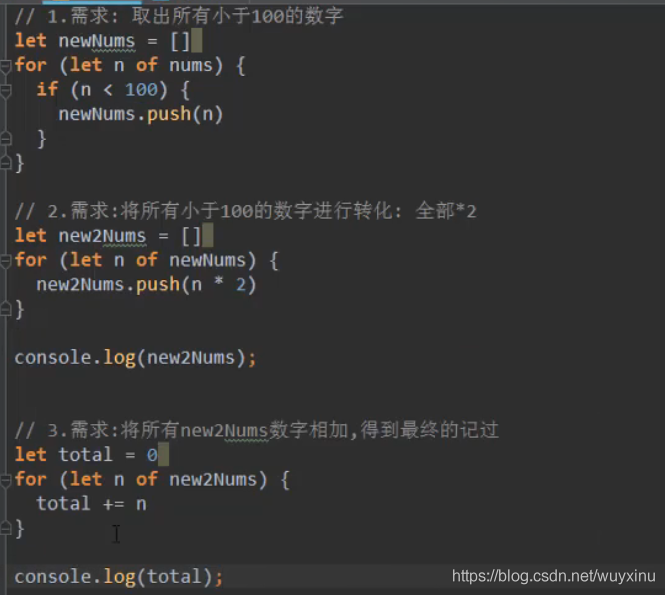 // 1.需求: 取出所有小于100的数字
let newNums = []
for (let n of nums) {
if (n < 100) {
newNums.push(n)
}
}
// 2.需求:将所有小于100的数字进行转化: 全部*2
let new2Nums = []
for (let n of newNums) {
new2Nums.push(n * 2)
}
console.log(new2Nums);
// 3.需求:将所有new2Nums数字相加,得到最终的记过
let total = 0
for (let n of new2Nums) {
total += n
}
console.log(total);
https://blog.csdn.net/wuyxinu